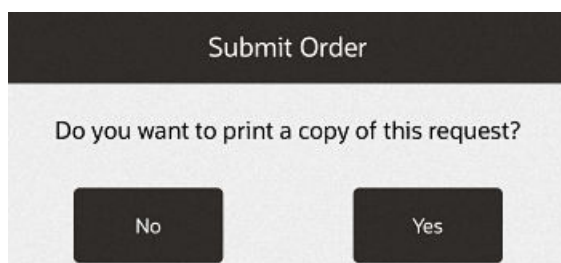 Submit Order
Do you want to print a copy of this request?
No
Yes